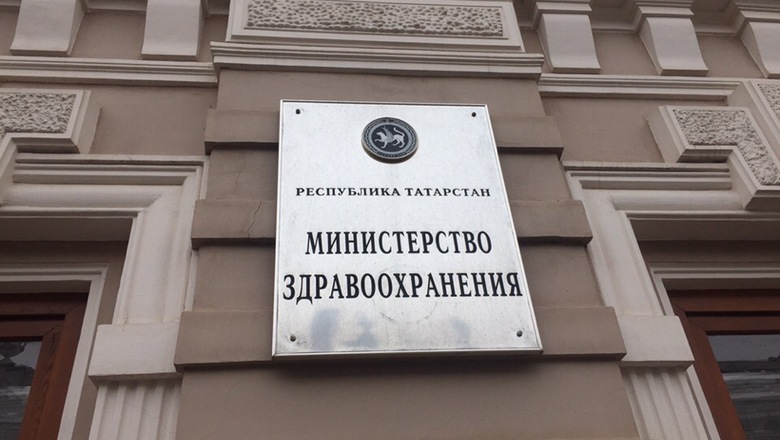 РЕСПУБЛИКА ТАТАРСТАН
МИНИСТЕРСТВО
ЗДРАВООХРАНЕНИЯ